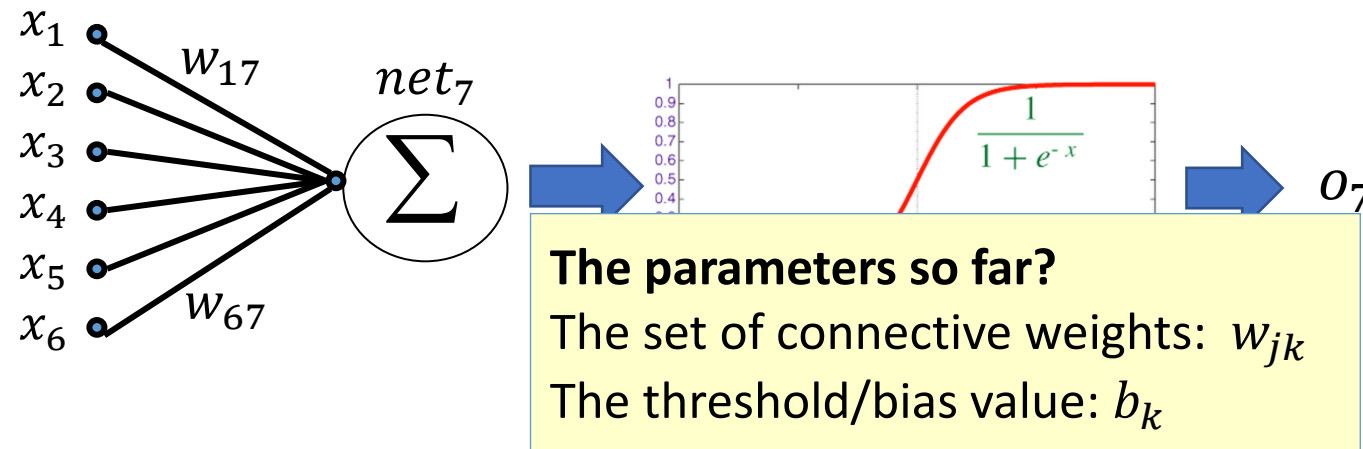 x₁
x₂
x₃
x₄
x₅
x₆
w₁₇
w₆₇
net₇
∑
1
0.9
0.8
0.7
0.6
0.5
0.4
1
1 + e⁻ ˣ
o₇
The parameters so far?
The set of connective weights: wⱼₖ
The threshold/bias value: bₖ